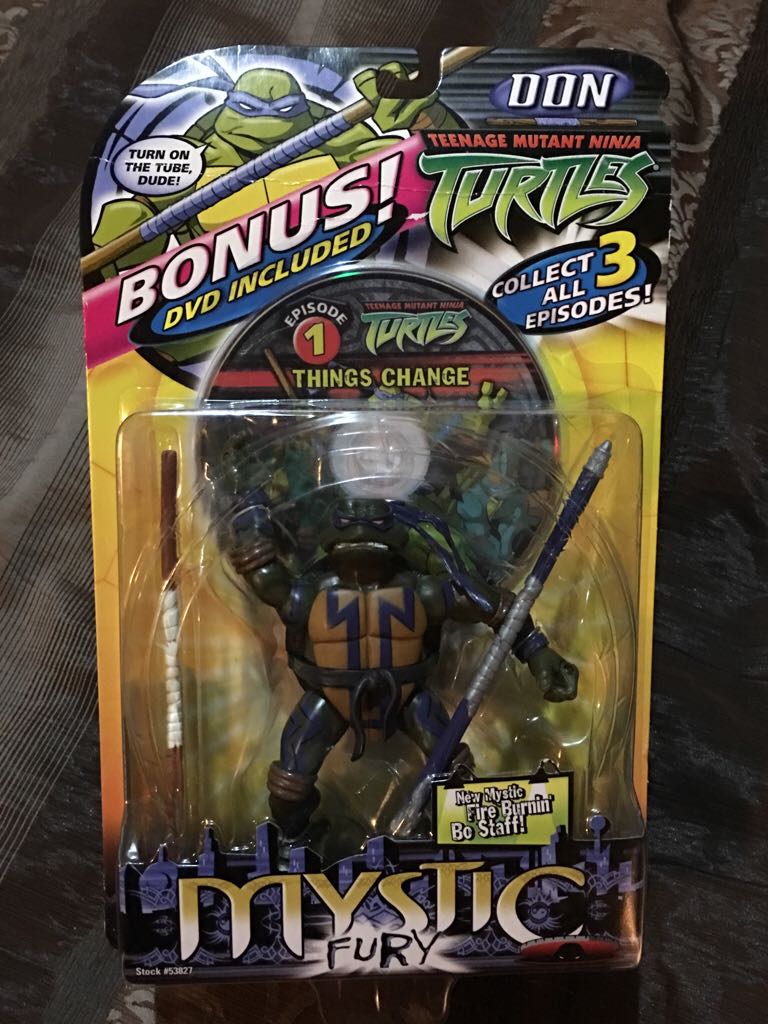 DON
TURN ON
THE TUBE,
DUDE!
TEENAGE MUTANT NINJA
TURTLES
BONUS!
DVD INCLUDED
COLLECT 3
ALL
EPISODES!
EPISODE
1
TEENAGE MUTANT NINJA
TURTLES
THINGS CHANGE
New Mystic
Fire Burnin'
Bo Staff!
MYSTIC
FURY
Stock #53827